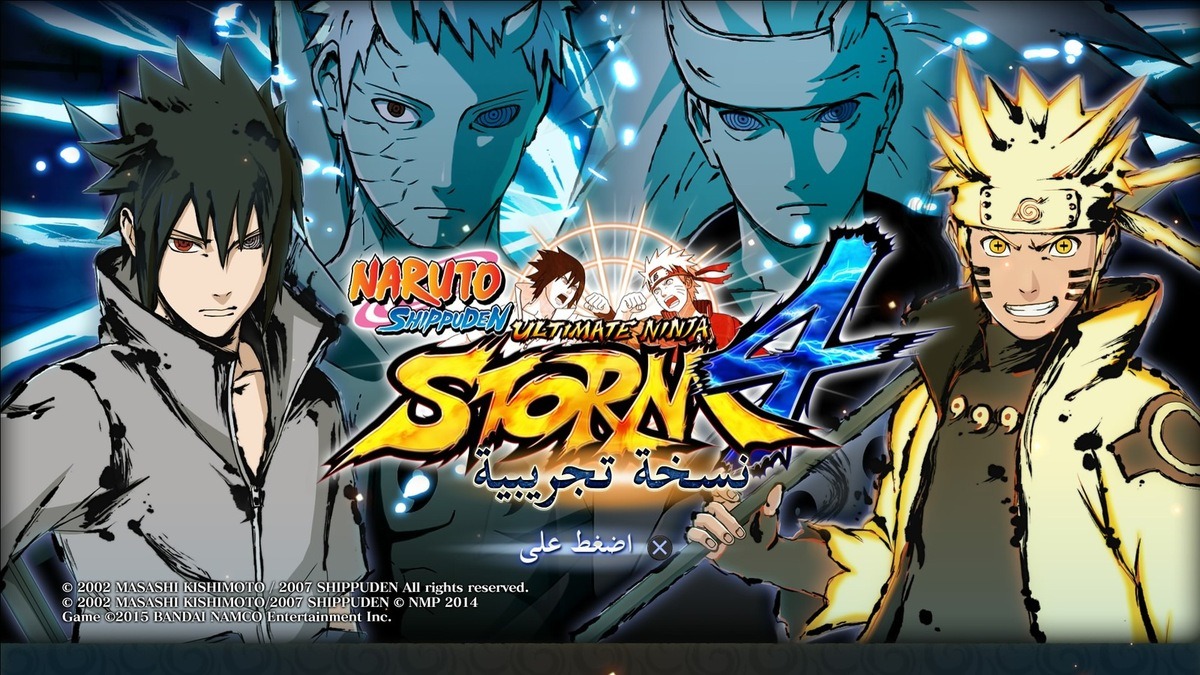 NARUTO
SHIPPUDEN
ULTIMATE NINJA
STORM 4
نسخة تجريبية
اضغط على
© 2002 MASASHI KISHIMOTO / 2007 SHIPPUDEN All rights reserved.
© 2002 MASASHI KISHIMOTO/2007 SHIPPUDEN © NMP 2014
Game ©2015 BANDAI NAMCO Entertainment Inc.